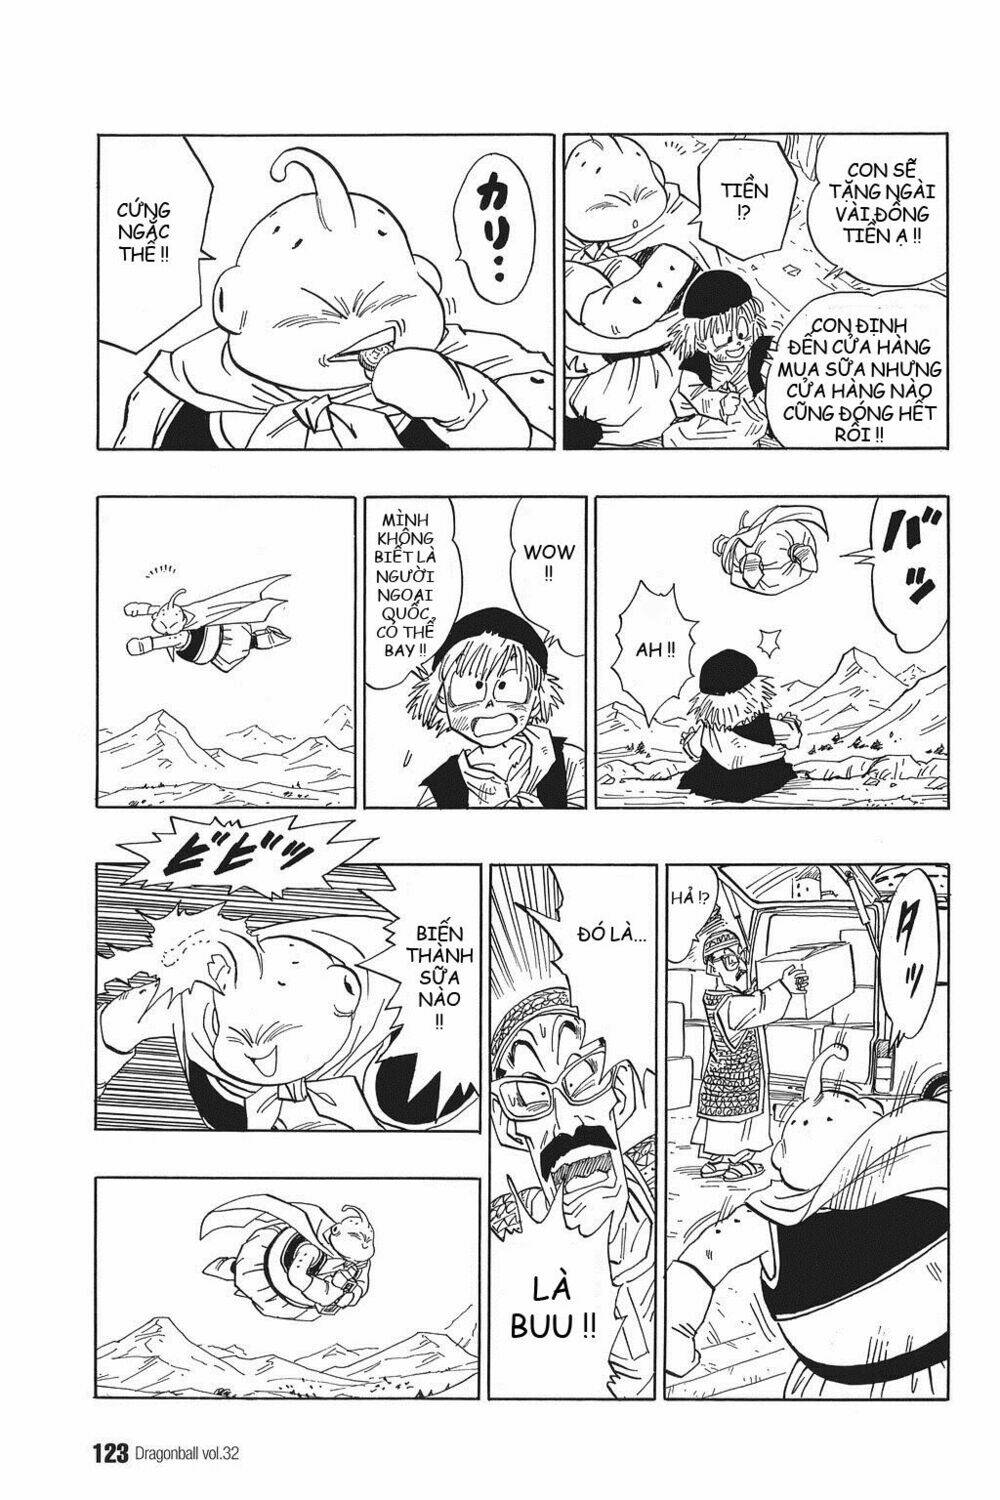 CON SẼ
TẶNG NGÀI
VÀI ĐỒNG
TIỀN Ạ !!
TIỀN
!?
CON ĐỊNH
ĐẾN CỬA HÀNG
MUA SỮA NHƯNG
CỬA HÀNG NÀO
CŨNG ĐÓNG HẾT
RỒI !!
カリ··
CỨNG
NGẮC
THẾ !!
バッ
AH !!
WOW
!!
MÌNH
KHÔNG
BIẾT LÀ
NGƯỜI
NGOẠI
QUỐC
CÓ THỂ
BAY !!
タッ
HẢ !?
ĐÓ LÀ...
LÀ
BUU !!
BIẾN
THÀNH
SỮA
NÀO
!!
ビビビッ
123 Dragonball vol.32